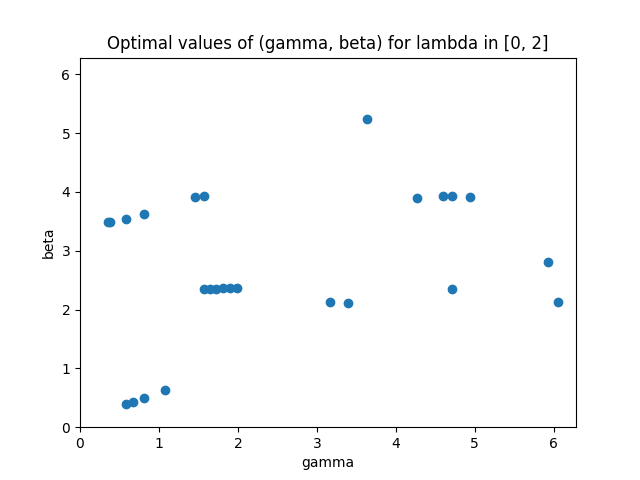 Optimal values of (gamma, beta) for lambda in [0, 2]
6
5
4
3
2
1
0
beta
0 1 2 3 4 5 6
gamma